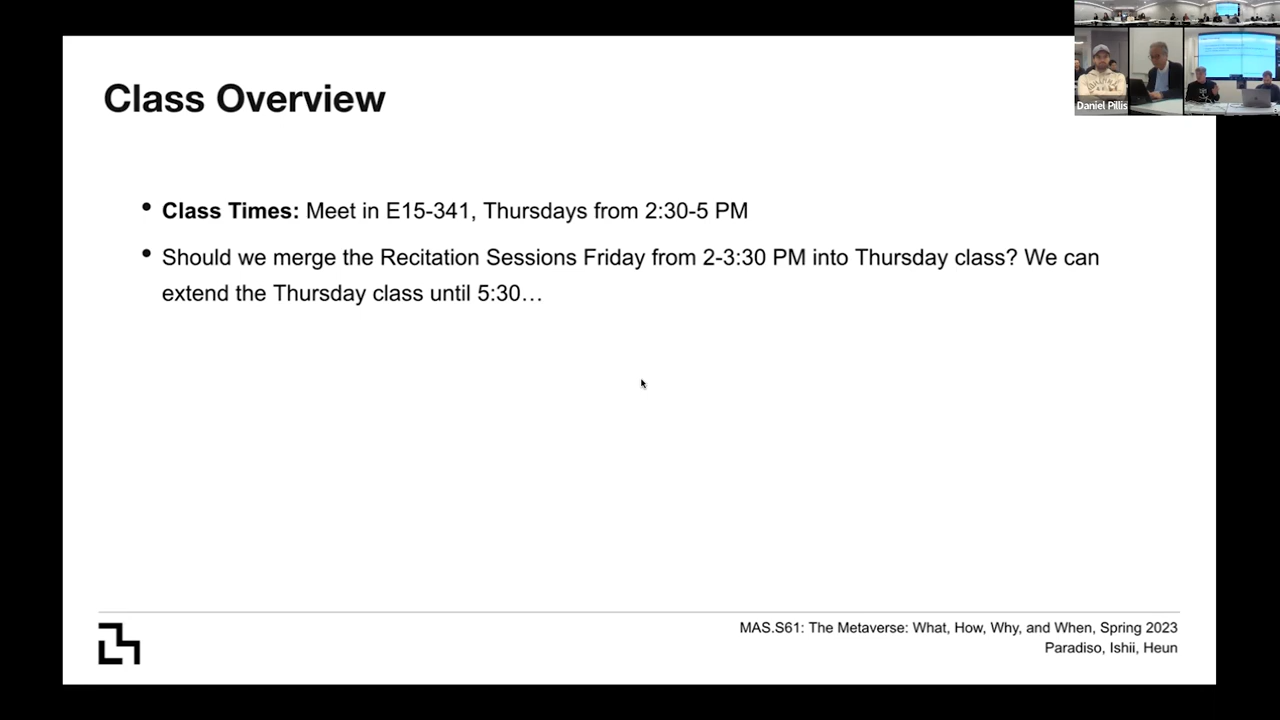 Class Overview
Daniel Pillis
• Class Times: Meet in E15-341, Thursdays from 2:30-5 PM
• Should we merge the Recitation Sessions Friday from 2-3:30 PM into Thursday class? We can
extend the Thursday class until 5:30…
MAS.S61: The Metaverse: What, How, Why, and When, Spring 2023
Paradiso, Ishii, Heun